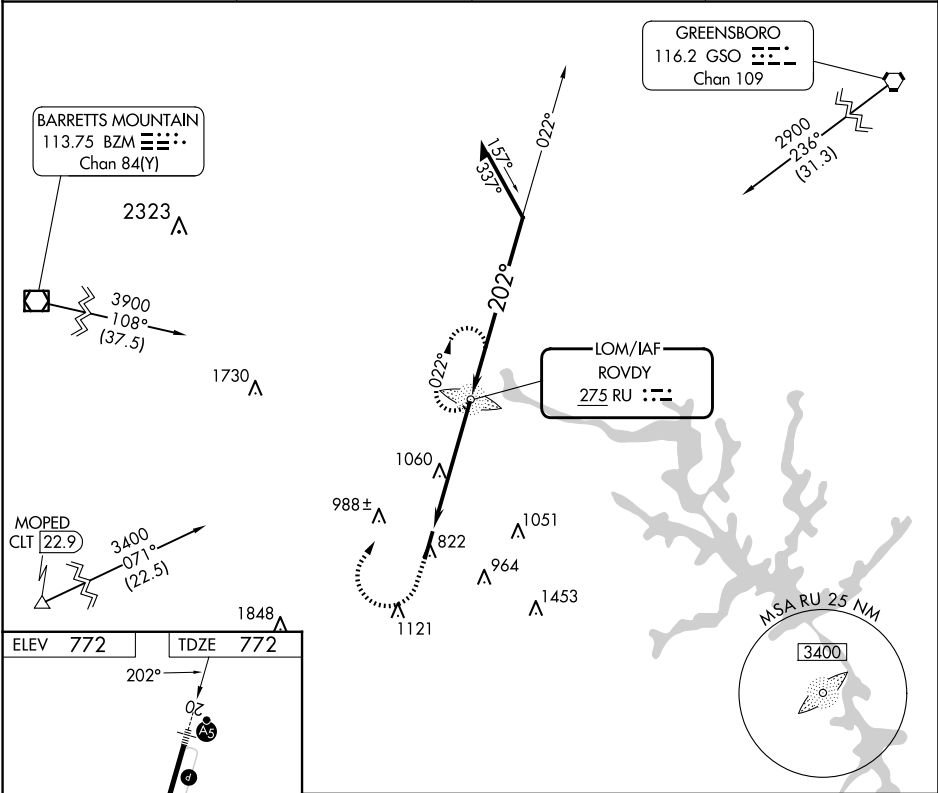 GREENSBORO
116.2 GSO
Chan 109
2900
236°
(31.3)
BARRETTS MOUNTAIN
113.75 BZM
Chan 84(Y)
2323
022°
157°
337°
202°
3900
108°
(37.5)
1730
022°
LOM/IAF
ROVDY
275 RU
1060
988±
1051
822
964
1453
1121
MOPED
CLT 22.9
3400
071°
(22.5)
1848
MSA RU 25 NM
3400
ELEV 772
TDZE 772
202°
20
A5
P